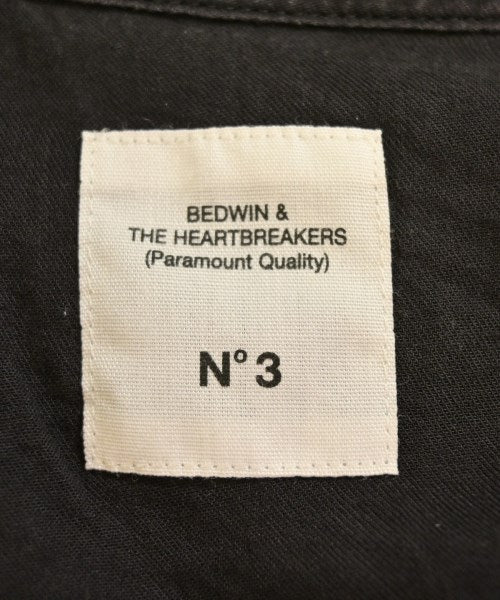 BEDWIN &
THE HEARTBREAKERS
(Paramount Quality)
N° 3